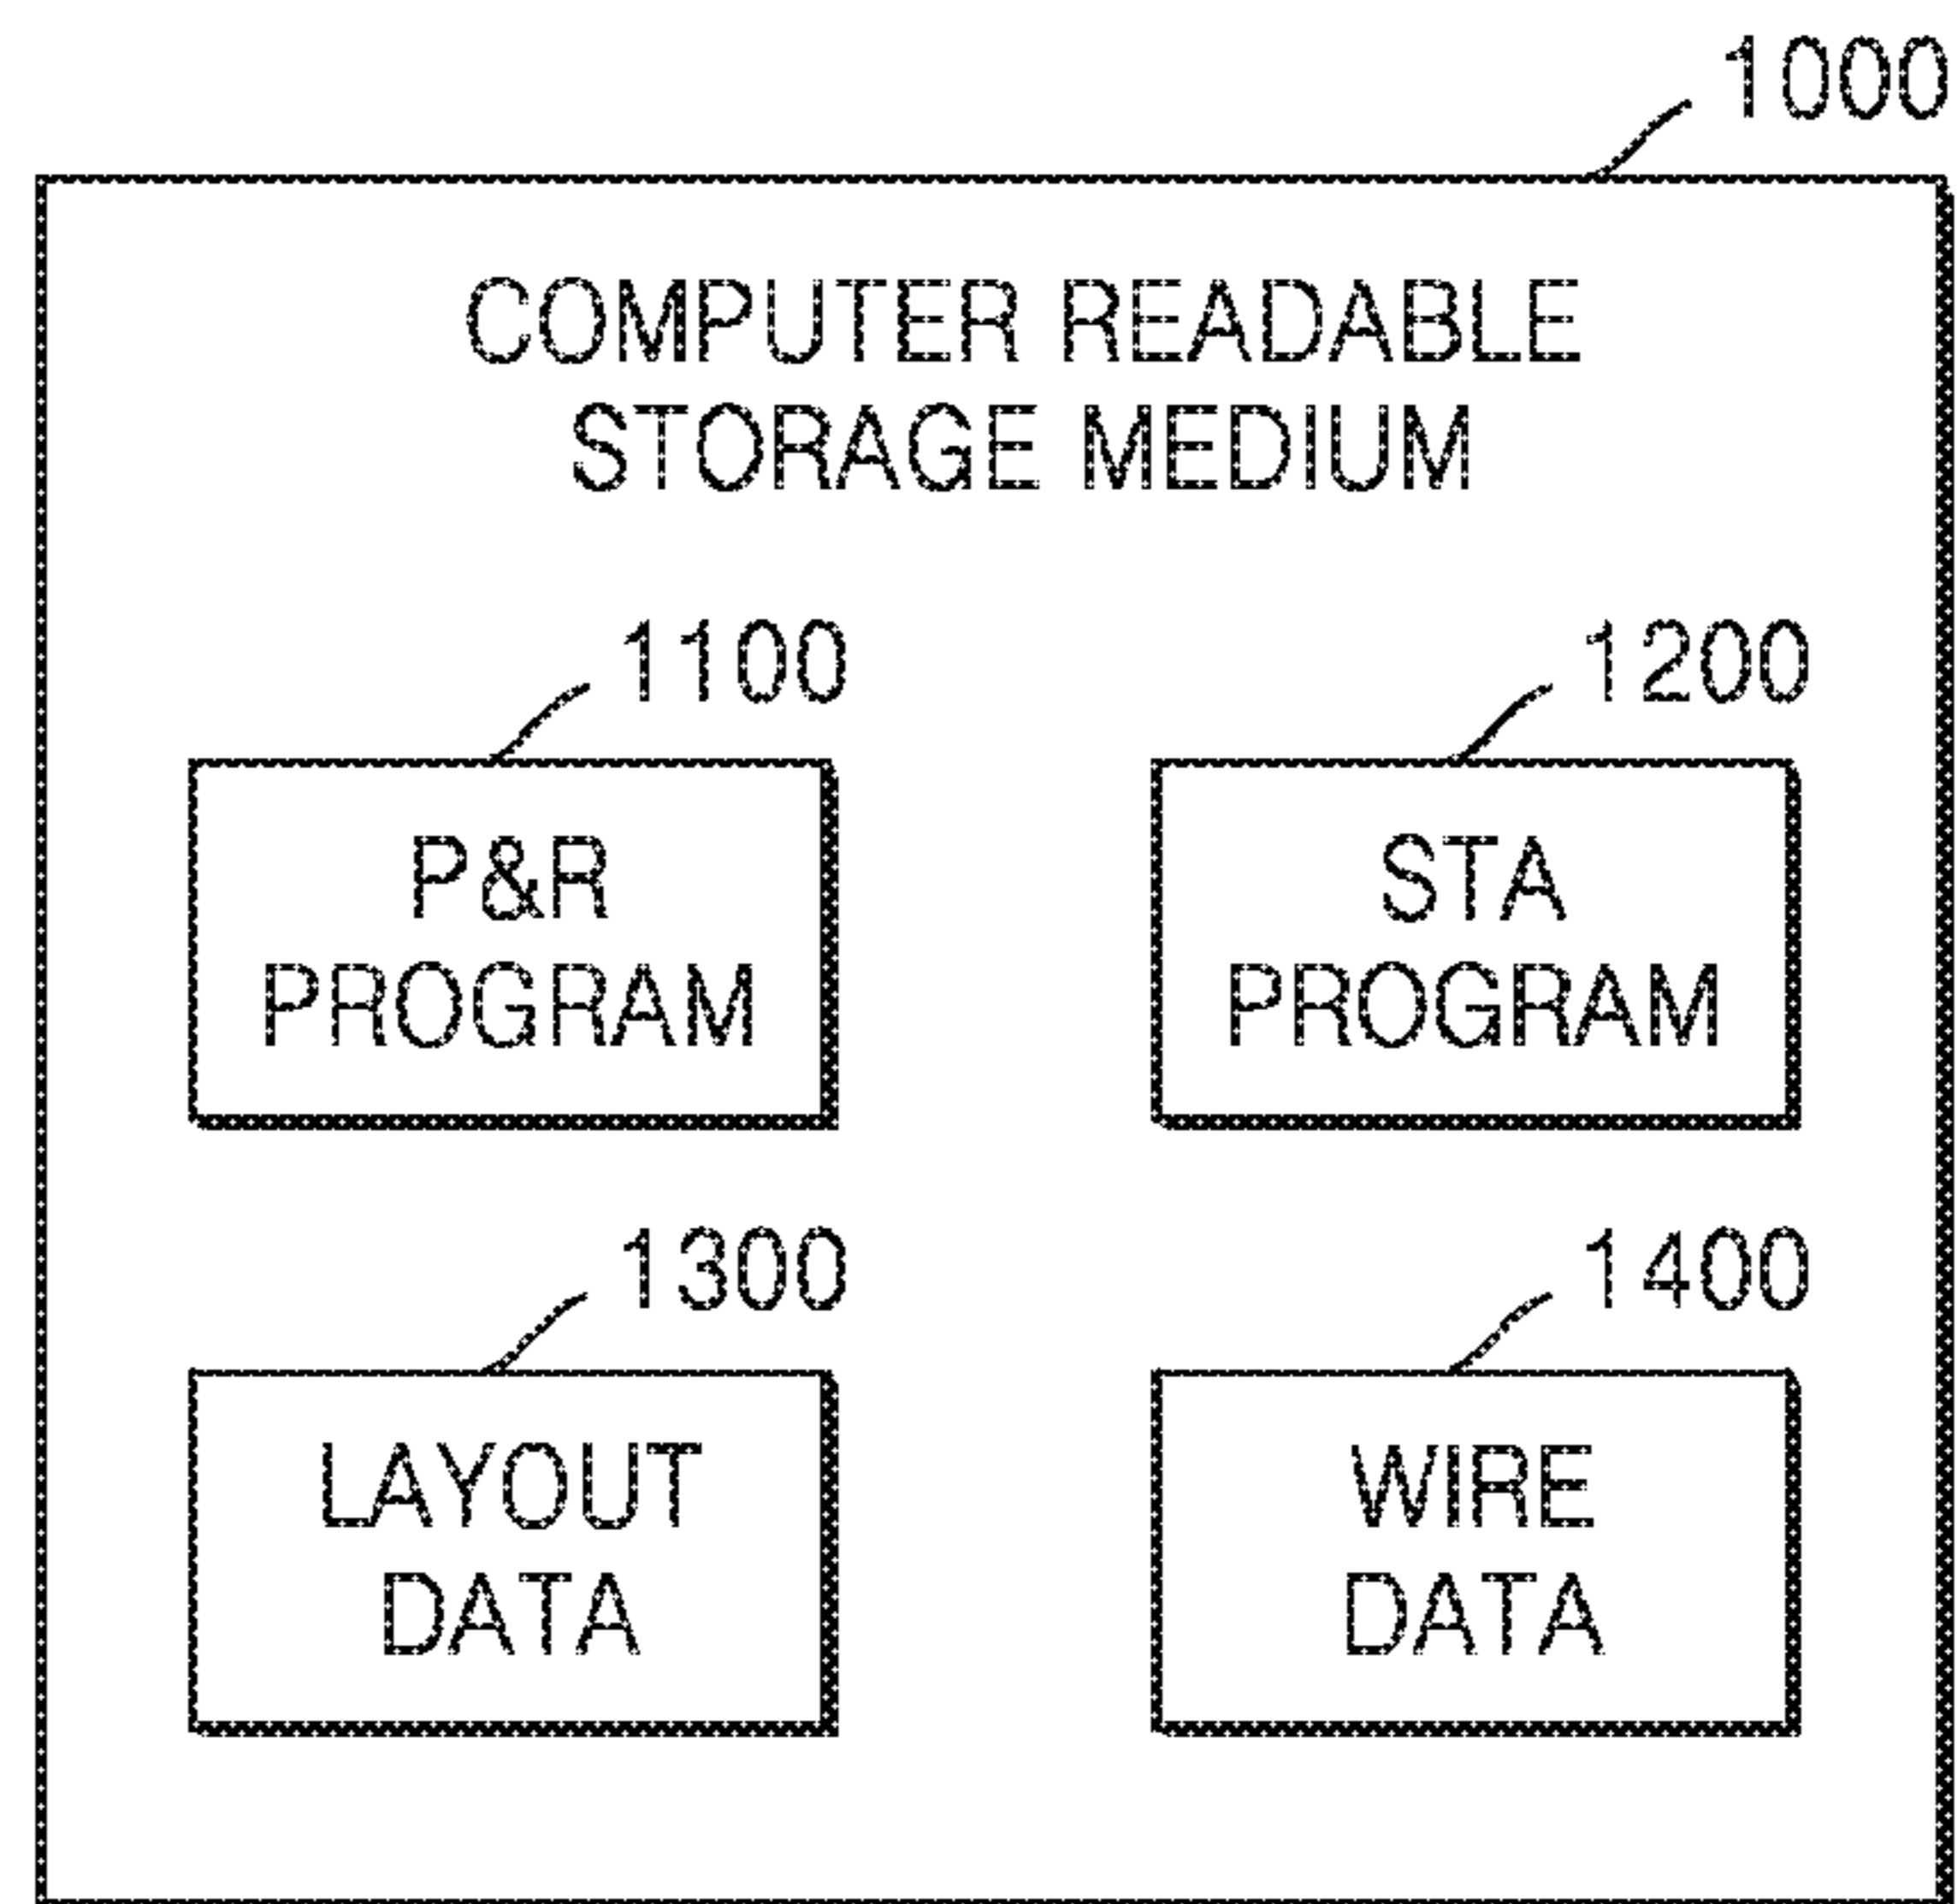 1000
COMPUTER READABLE
STORAGE MEDIUM
1100
1200
P&R
PROGRAM
STA
PROGRAM
1300
1400
LAYOUT
DATA
WIRE
DATA